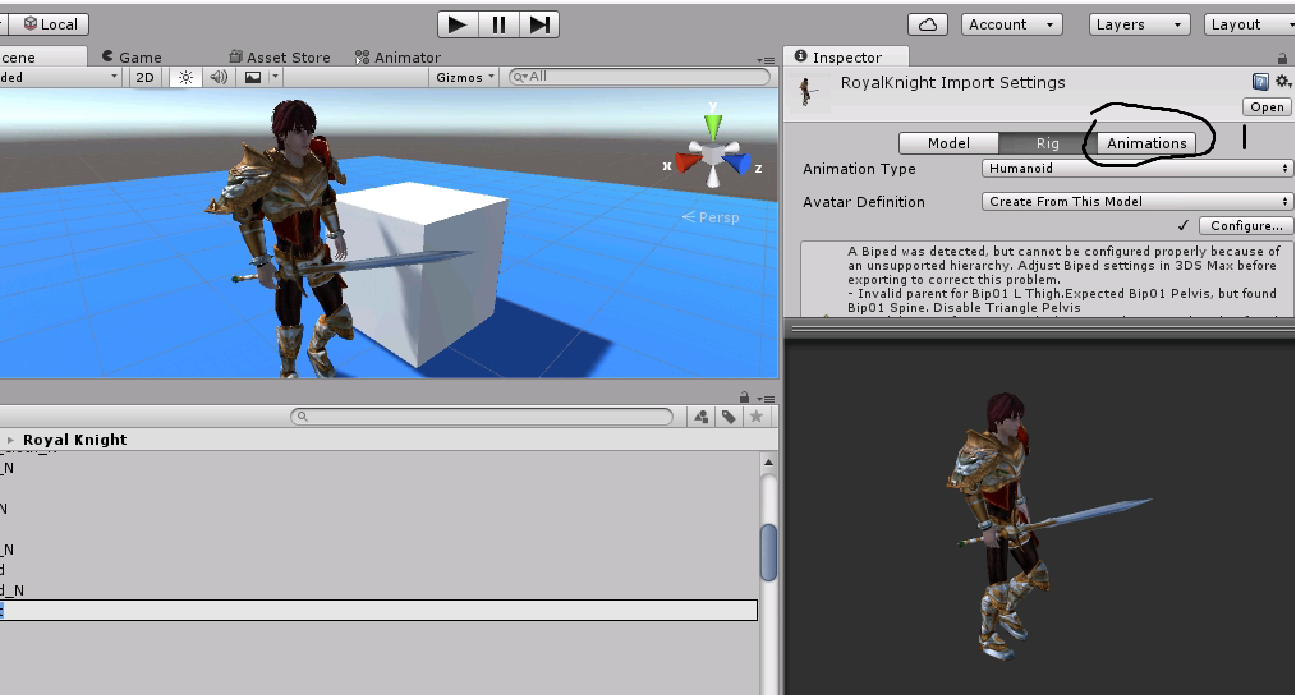 Local
Account
Layers
Layout
cene
Game
Asset Store
Animator
Inspector
ded
2D
Gizmos
All
RoyalKnight Import Settings
Open
Model
Rig
Animations
Animation Type
Humanoid
Avatar Definition
Create From This Model
Configure...
A Biped was detected, but cannot be configured properly because of
an unsupported hierarchy. Adjust Biped settings in 3DS Max before
exporting to correct this problem.
- Invalid parent for Bip01 L Thigh.Expected Bip01 Pelvis, but found
Bip01 Spine. Disable Triangle Pelvis
y
x
z
Persp
Royal Knight
_N
N
_N
d
d_N